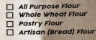 All Purpose Flour
Whole Wheat Flour
Pastry Flour
Artisan (Bread) Flour